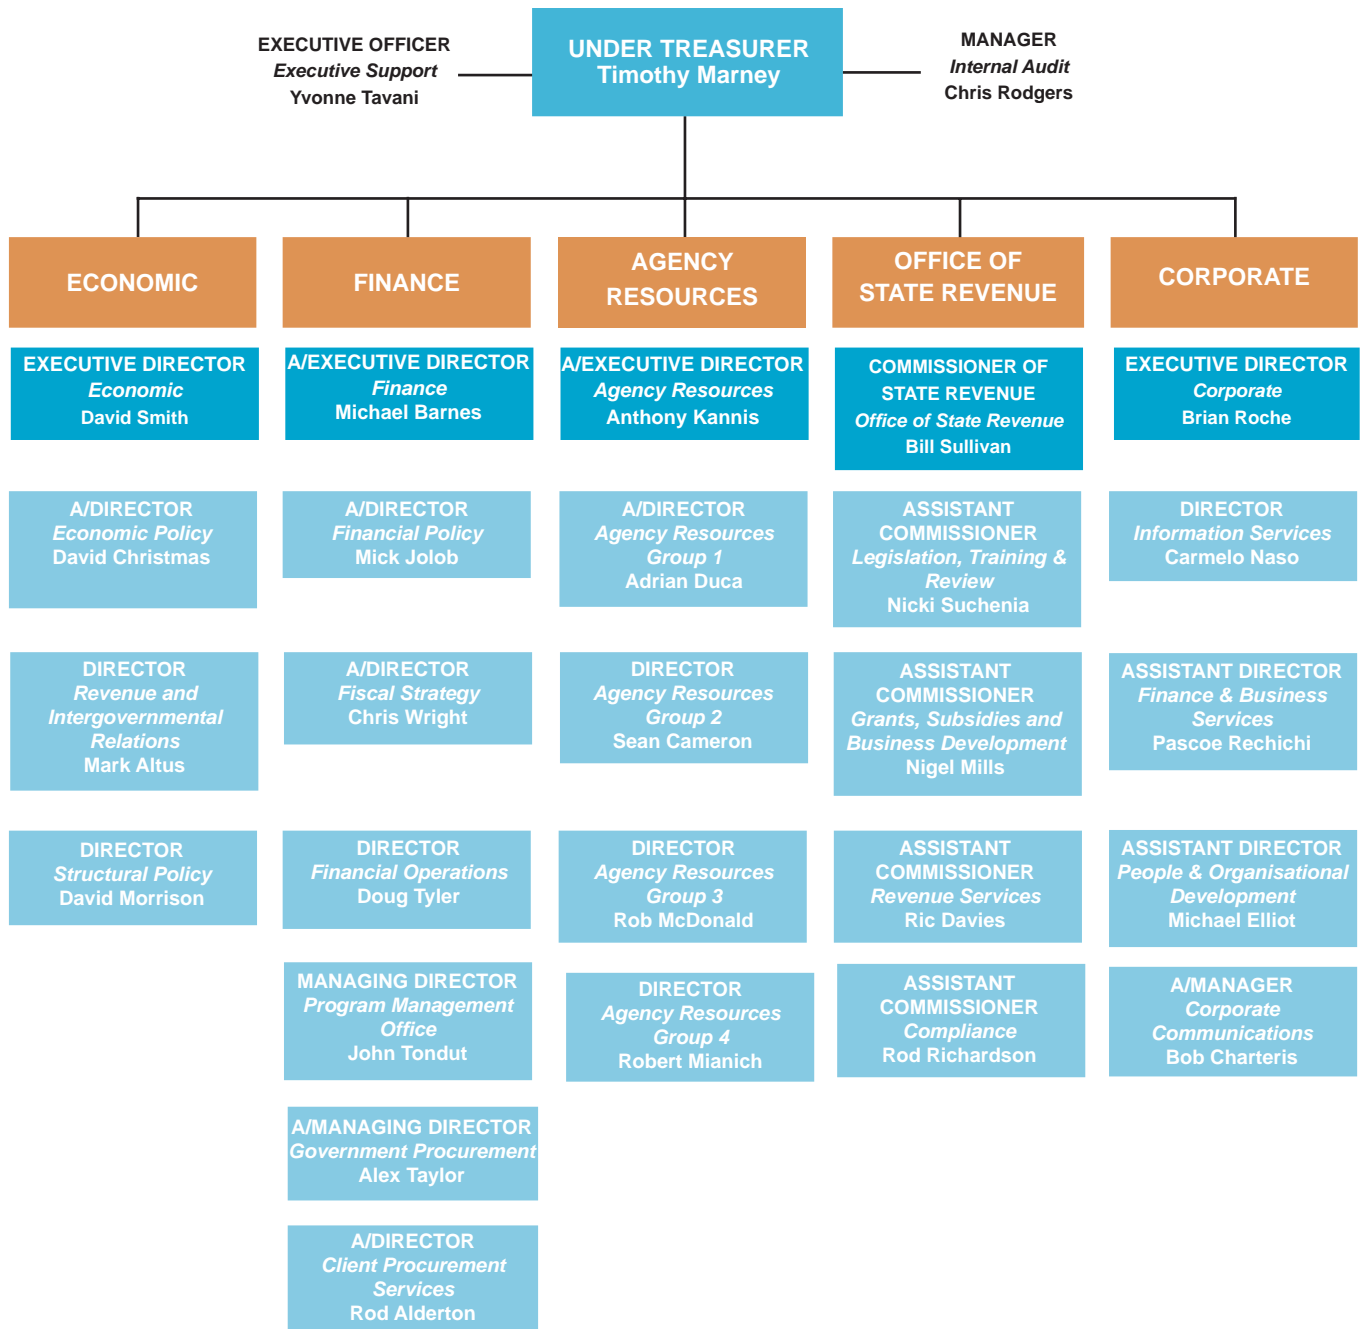 EXECUTIVE OFFICER
Executive Support
Yvonne Tavani
UNDER TREASURER
Timothy Marney
MANAGER
Internal Audit
Chris Rodgers
ECONOMIC
EXECUTIVE DIRECTOR
Economic
David Smith
A/DIRECTOR
Economic Policy
David Christmas
DIRECTOR
Revenue and
Intergovernmental
Relations
Mark Altus
DIRECTOR
Structural Policy
David Morrison
FINANCE
A/EXECUTIVE DIRECTOR
Finance
Michael Barnes
A/DIRECTOR
Financial Policy
Mick Jolob
A/DIRECTOR
Fiscal Strategy
Chris Wright
DIRECTOR
Financial Operations
Doug Tyler
MANAGING DIRECTOR
Program Management
Office
John Tondut
A/MANAGING DIRECTOR
Government Procurement
Alex Taylor
A/DIRECTOR
Client Procurement
Services
Rod Alderton
AGENCY
RESOURCES
A/EXECUTIVE DIRECTOR
Agency Resources
Anthony Kannis
A/DIRECTOR
Agency Resources
Group 1
Adrian Duca
DIRECTOR
Agency Resources
Group 2
Sean Cameron
DIRECTOR
Agency Resources
Group 3
Rob McDonald
DIRECTOR
Agency Resources
Group 4
Robert Mianich
OFFICE OF
STATE REVENUE
COMMISSIONER OF
STATE REVENUE
Office of State Revenue
Bill Sullivan
ASSISTANT
COMMISSIONER
Legislation, Training &
Review
Nicki Suchenia
ASSISTANT
COMMISSIONER
Grants, Subsidies and
Business Development
Nigel Mills
ASSISTANT
COMMISSIONER
Revenue Services
Ric Davies
ASSISTANT
COMMISSIONER
Compliance
Rod Richardson
CORPORATE
EXECUTIVE DIRECTOR
Corporate
Brian Roche
DIRECTOR
Information Services
Carmelo Naso
ASSISTANT DIRECTOR
Finance & Business
Services
Pascoe Rechichi
ASSISTANT DIRECTOR
People & Organisational
Development
Michael Elliot
A/MANAGER
Corporate
Communications
Bob Charteris